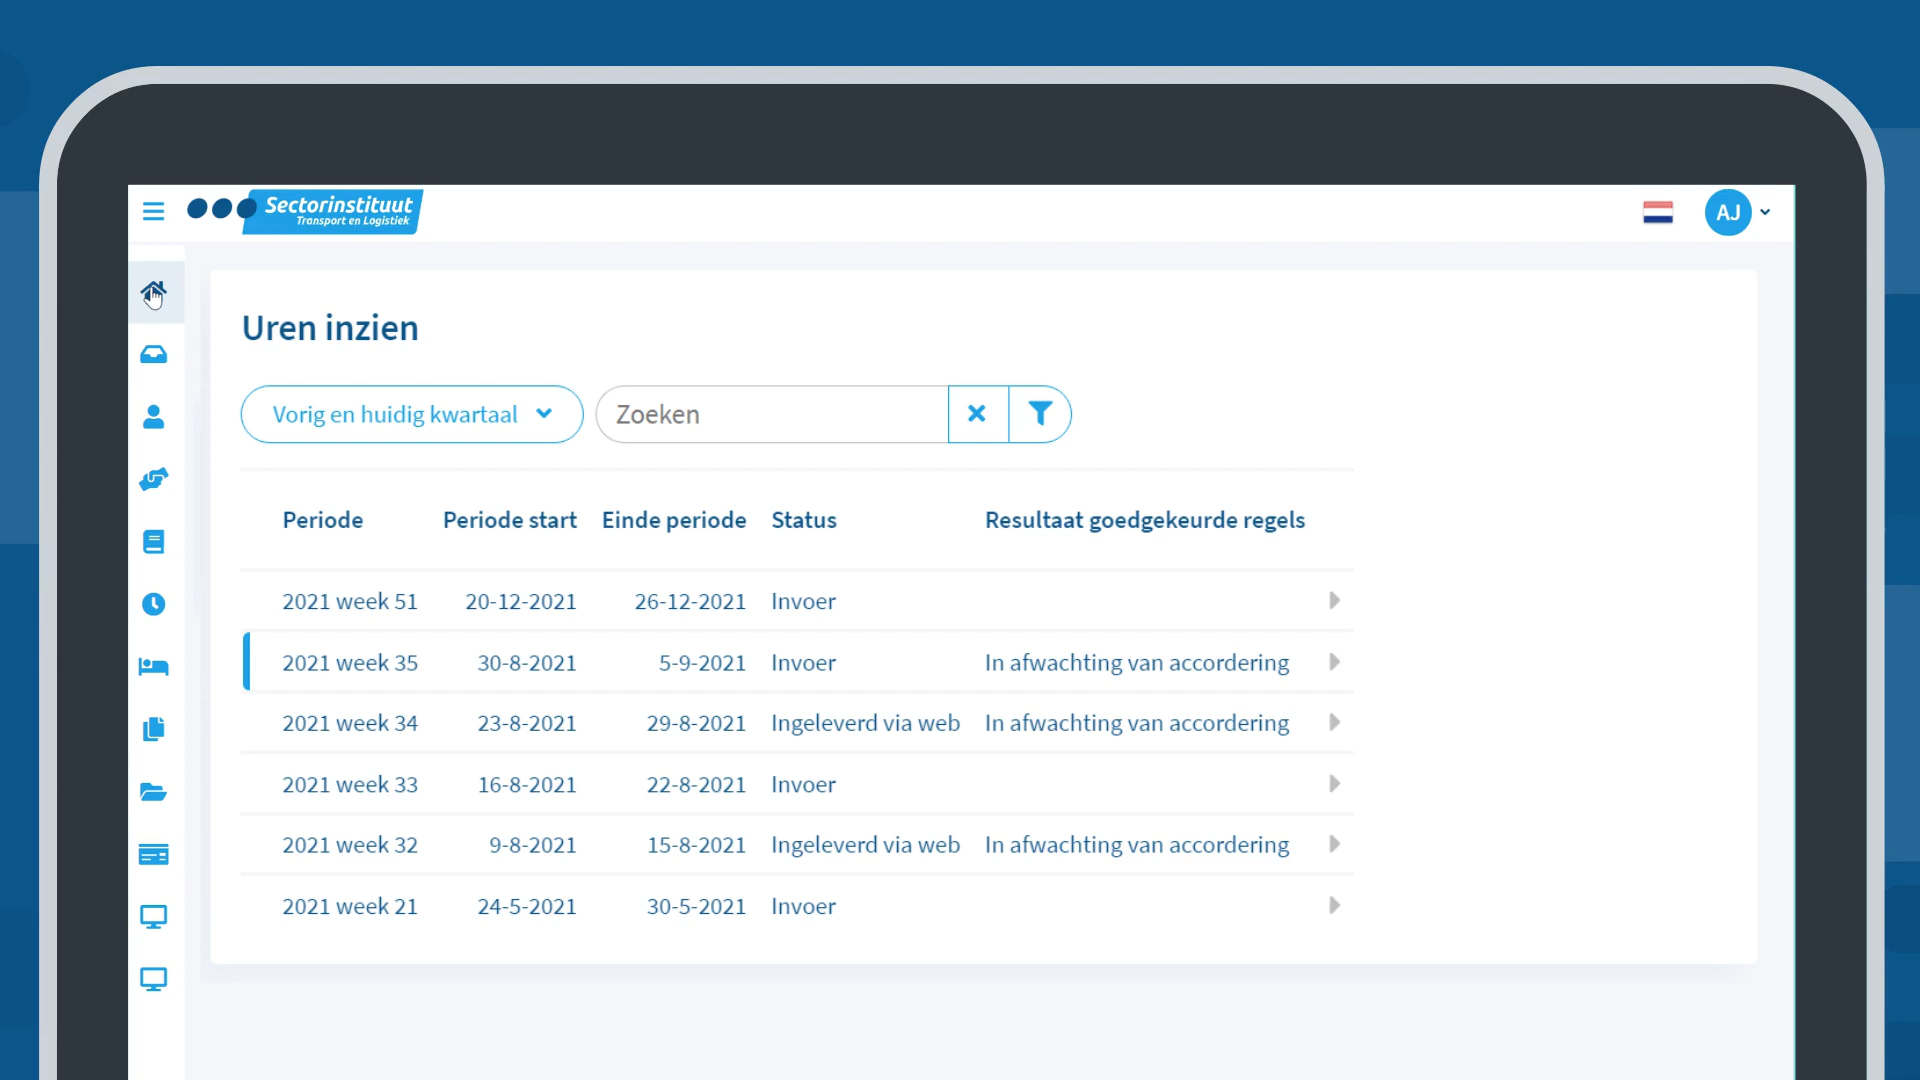 Sectorinstituut
Transport en Logistiek
AJ
Uren inzien
Vorig en huidig kwartaal
Zoeken
Periode Periode start Einde periode Status Resultaat goedgekeurde regels
2021 week 51 20-12-2021 26-12-2021 Invoer
2021 week 35 30-8-2021 5-9-2021 Invoer In afwachting van accordering
2021 week 34 23-8-2021 29-8-2021 Ingeleverd via web In afwachting van accordering
2021 week 33 16-8-2021 22-8-2021 Invoer
2021 week 32 9-8-2021 15-8-2021 Ingeleverd via web In afwachting van accordering
2021 week 21 24-5-2021 30-5-2021 Invoer